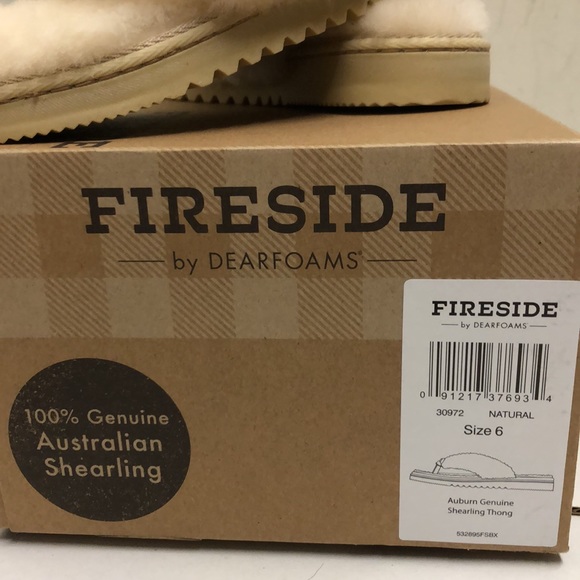 FIRESIDE
by DEARFOAMS®
100% Genuine
Australian
Shearling
FIRESIDE
by DEARFOAMS
0 91217 37693 4
30972 NATURAL
Size 6
Auburn Genuine
Shearling Thong
532895FSBX